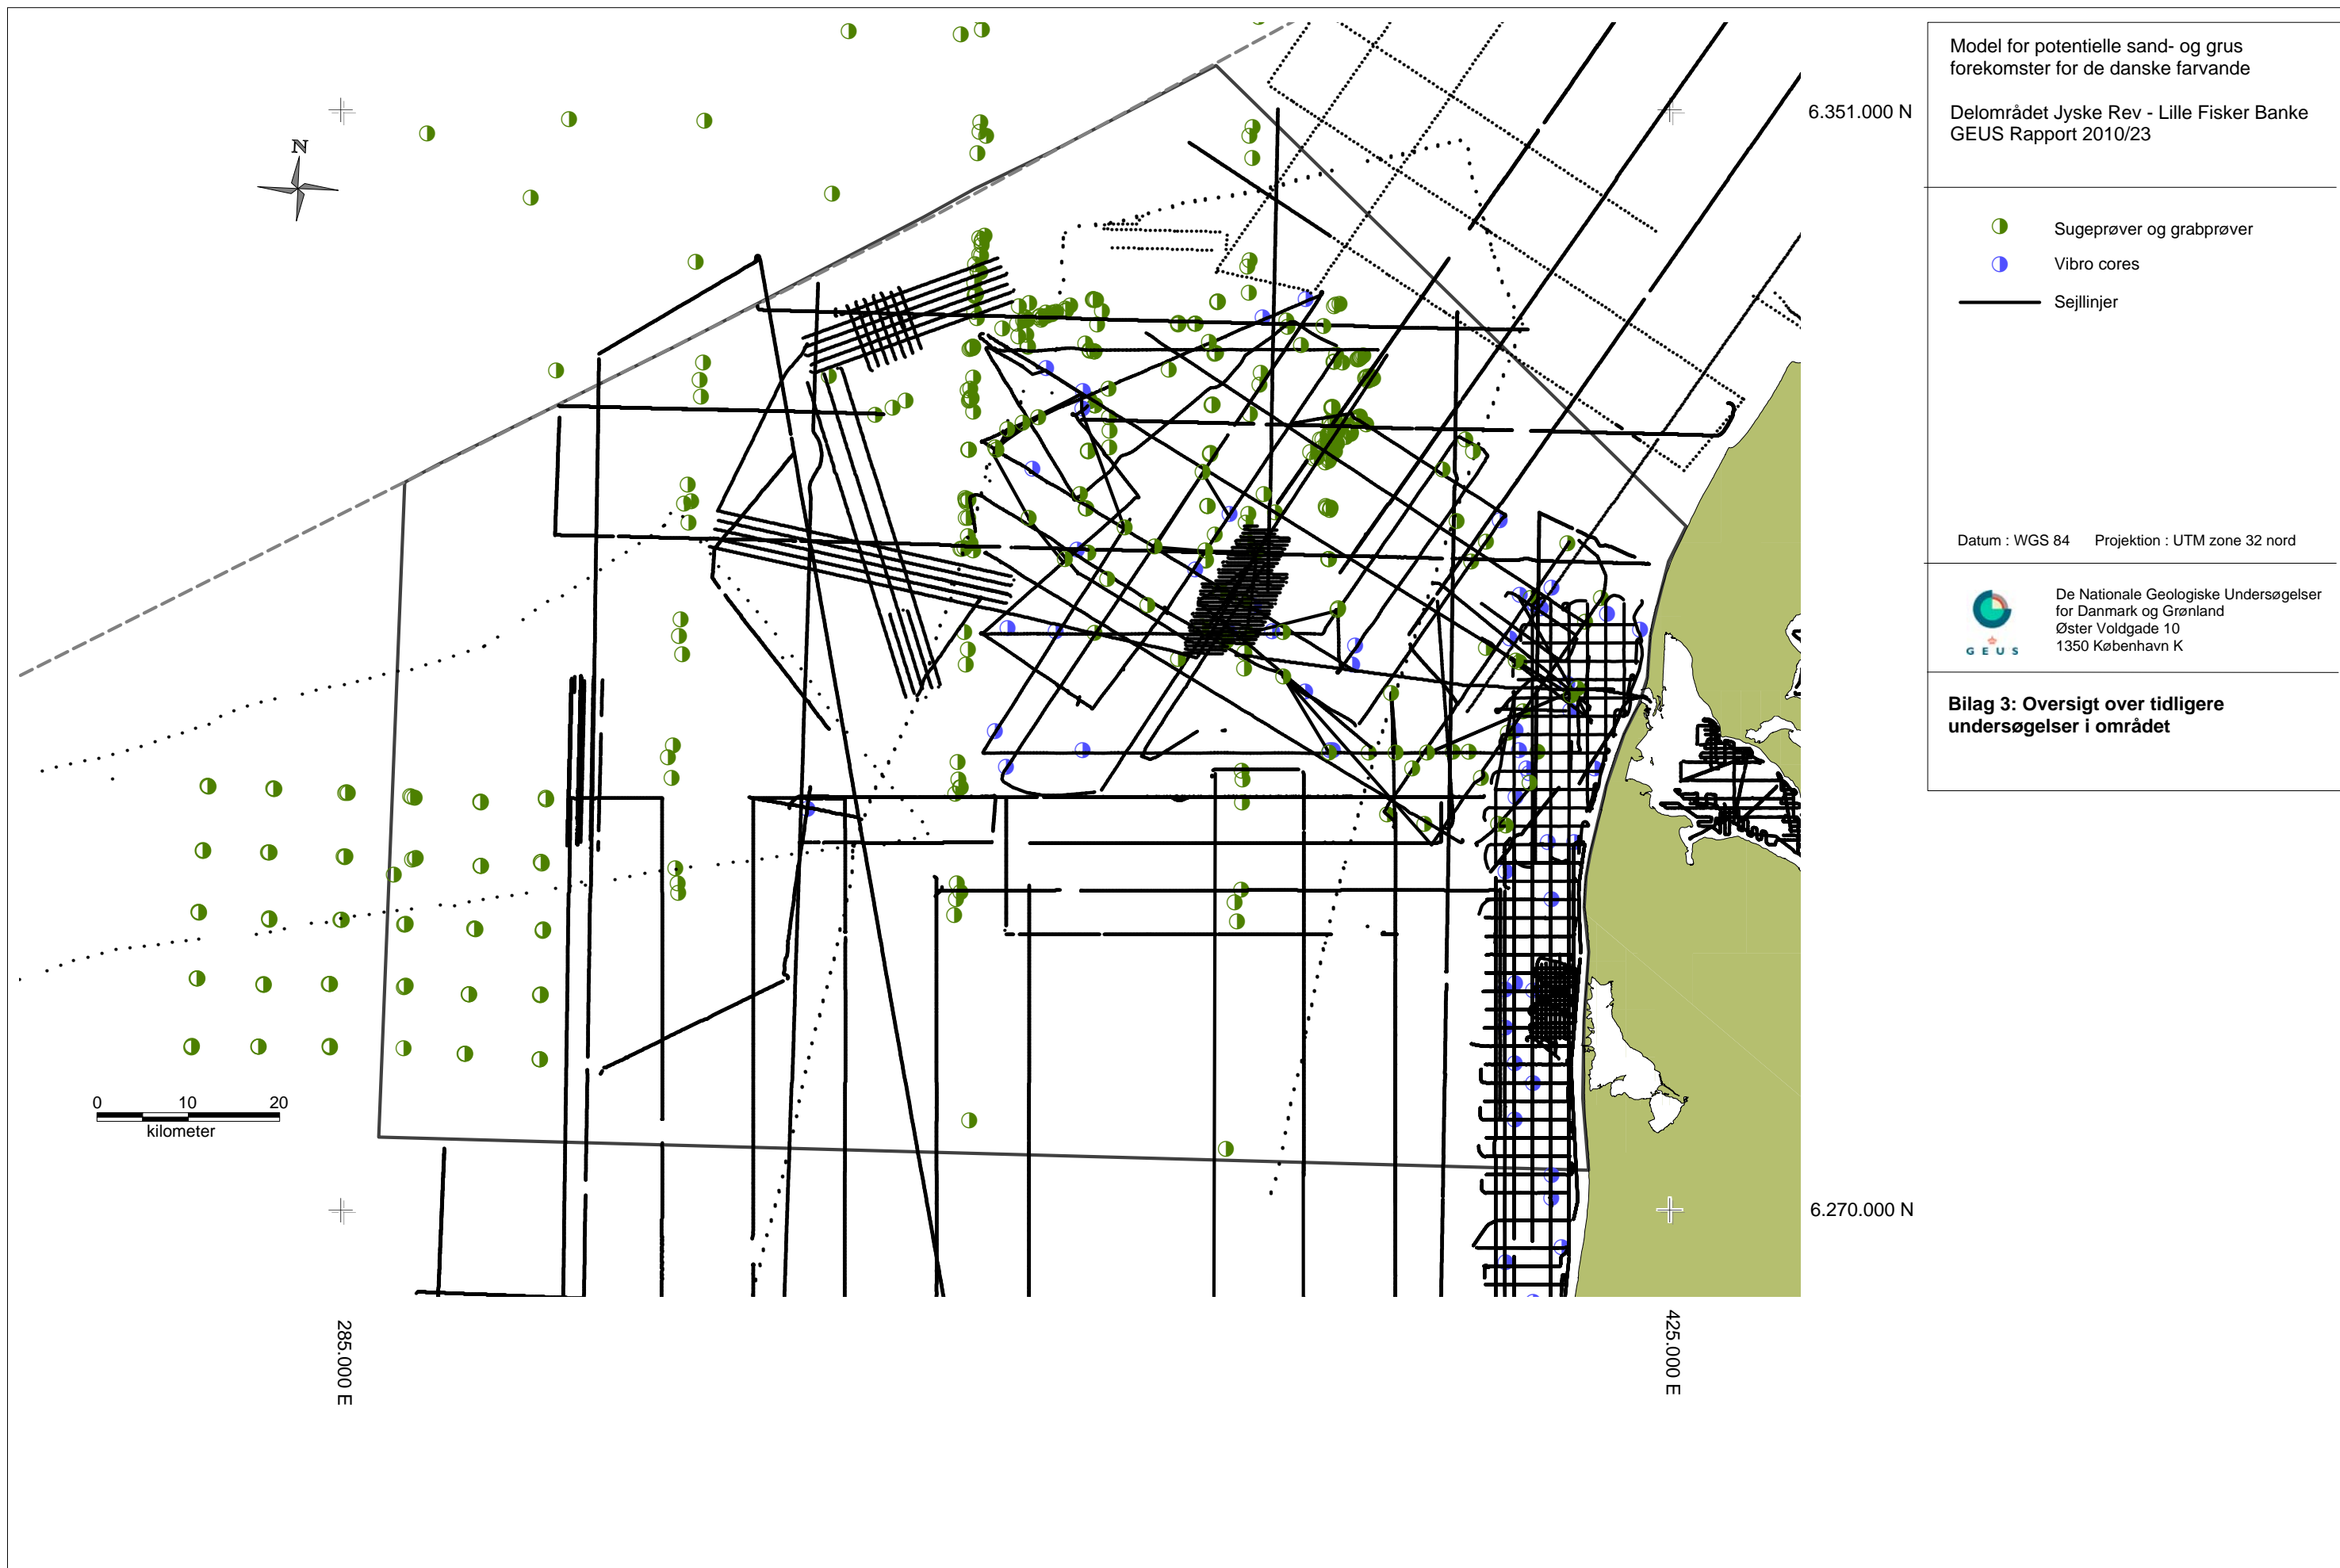 Model for potentielle sand- og grus
forekomster for de danske farvande
Delområdet Jyske Rev - Lille Fisker Banke
GEUS Rapport 2010/23
Sugeprøver og grabprøver
Vibro cores
Sejllinjer
Datum : WGS 84 Projektion : UTM zone 32 nord
De Nationale Geologiske Undersøgelser
for Danmark og Grønland
Øster Voldgade 10
1350 København K
G E U S
Bilag 3: Oversigt over tidligere
undersøgelser i området
N
6.351.000 N
6.270.000 N
0 10 20
kilometer
285.000 E
425.000 E